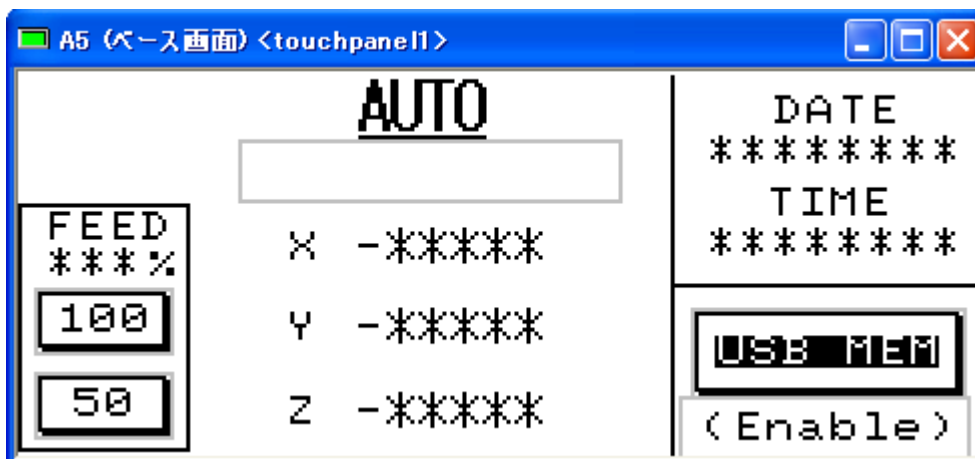 A5 (ベース画面) <touchpanel1>
AUTO
DATE
********
TIME
********
FEED
***%
100
50
X -*****
Y -*****
Z -*****
USB MEM
(Enable)